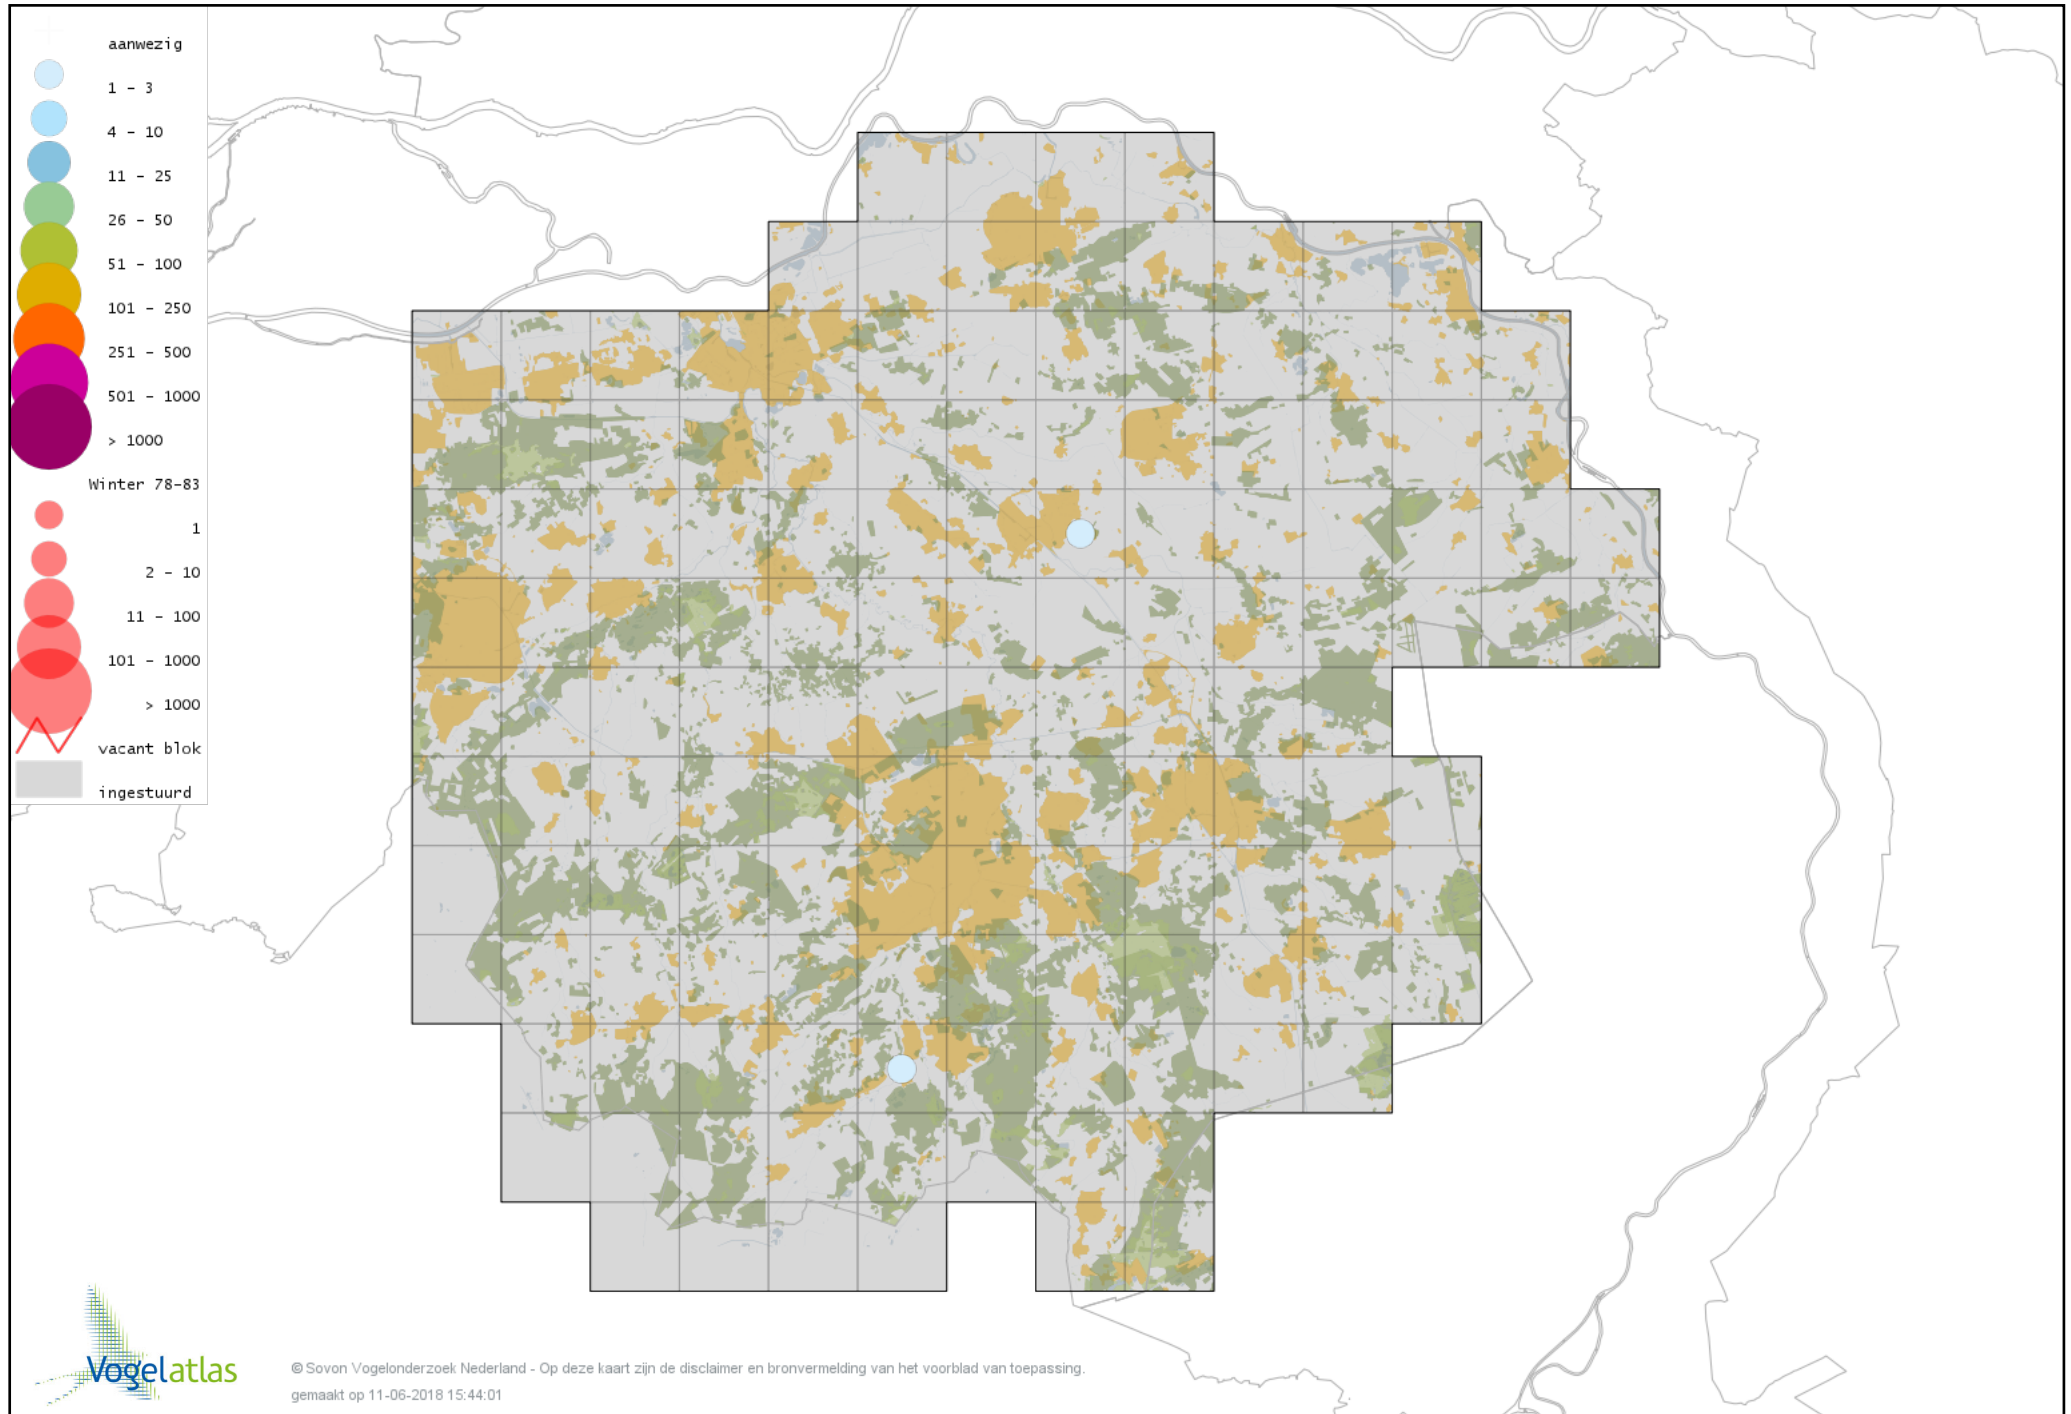 aanwezig
1 - 3
4 - 10
11 - 25
26 - 50
51 - 100
101 - 250
251 - 500
501 - 1000
> 1000
Winter 78-83
1
2 - 10
11 - 100
101 - 1000
> 1000
vacant blok
ingestuurd
Vogelatlas
© Sovon Vogelonderzoek Nederland - Op deze kaart zijn de disclaimer en bronvermelding van het voorblad van toepassing.
gemaakt op 11-06-2018 15:44:01